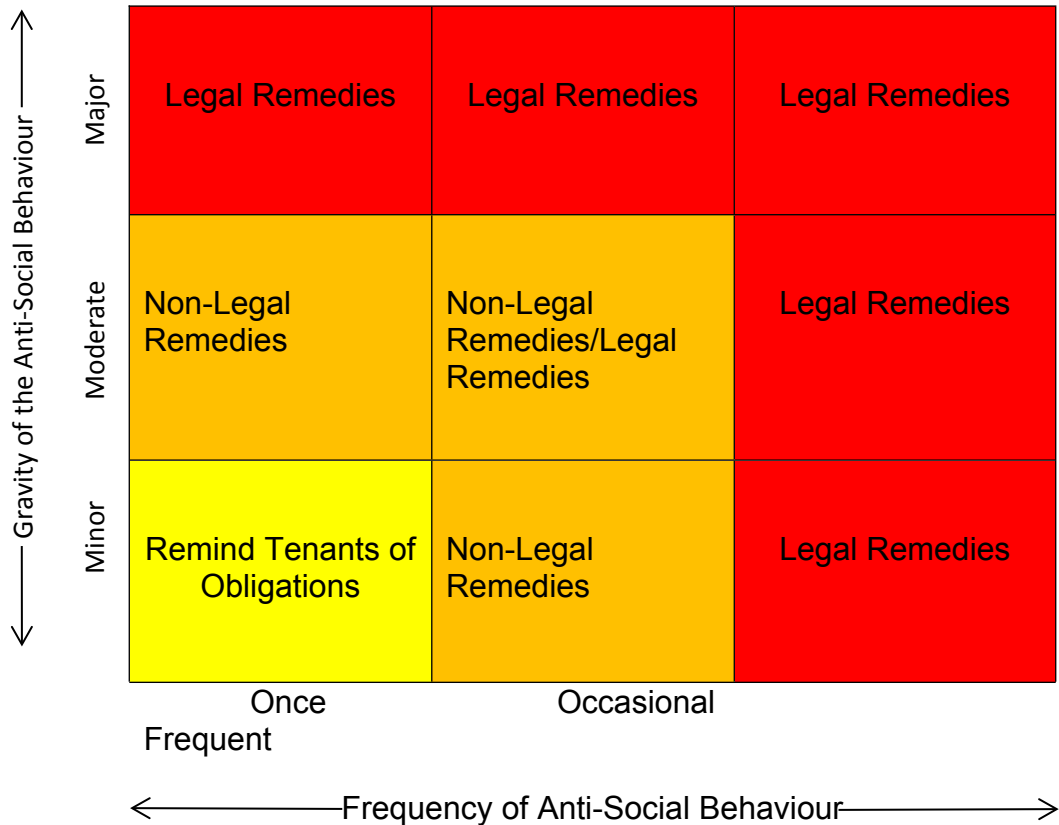 Gravity of the Anti-Social Behaviour
Major
Legal Remedies
Legal Remedies
Legal Remedies
Moderate
Non-Legal
Remedies
Non-Legal
Remedies/Legal
Remedies
Legal Remedies
Minor
Remind Tenants of
Obligations
Non-Legal
Remedies
Legal Remedies
Once
Occasional
Frequent
Frequency of Anti-Social Behaviour